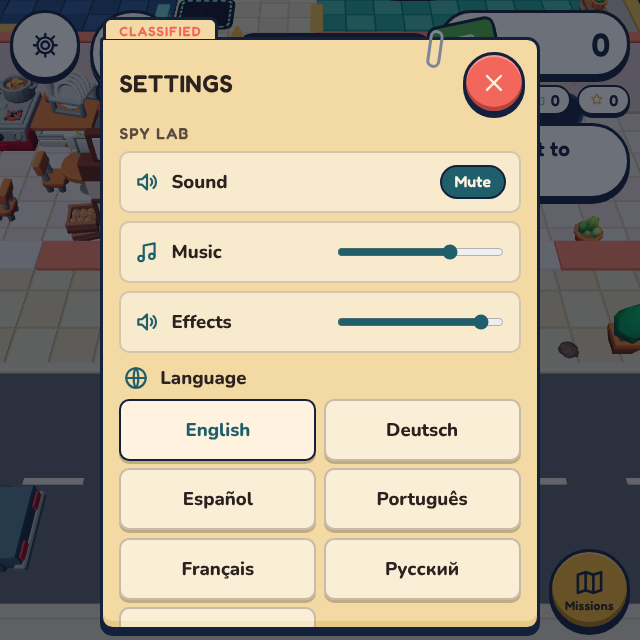 CLASSIFIED
SETTINGS
0
0
0
t to
SPY LAB
Sound
Mute
Music
Effects
Language
English
Deutsch
Español
Português
Français
Русский
Missions